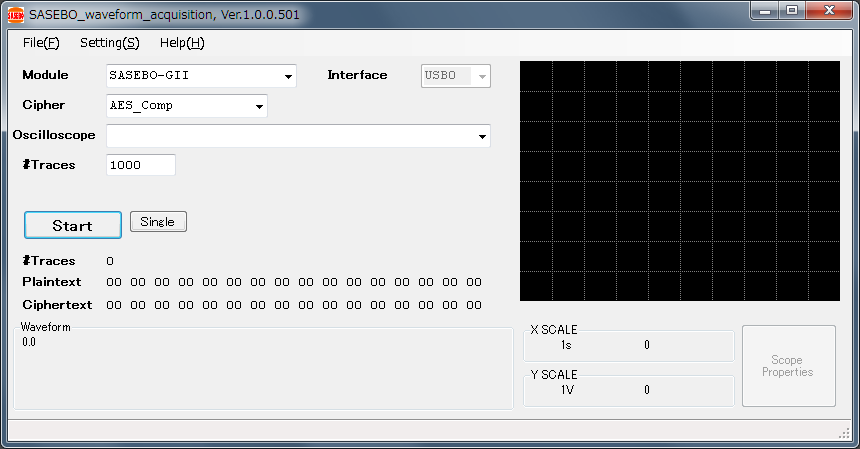 SASEBO_waveform_acquisition, Ver.1.0.0.501
File(F) Setting(S) Help(H)
Module SASEBO-GII Interface USB0
Cipher AES_Comp
Oscilloscope
#Traces 1000
Start Single
#Traces 0
Plaintext 00 00 00 00 00 00 00 00 00 00 00 00 00 00 00 00
Ciphertext 00 00 00 00 00 00 00 00 00 00 00 00 00 00 00 00
Waveform
0.0
X SCALE
1s 0
Y SCALE
1V 0
Scope
Properties